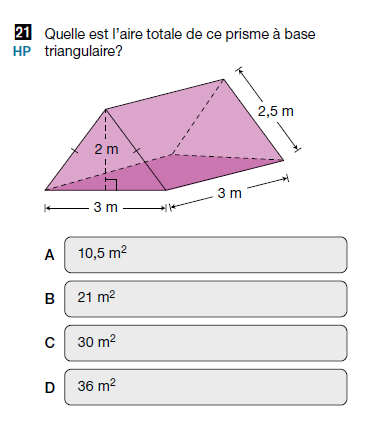 21 Quelle est l'aire totale de ce prisme à base
HP triangulaire?
2,5 m
2 m
3 m
3 m
A 10,5 m²
B 21 m²
C 30 m²
D 36 m²